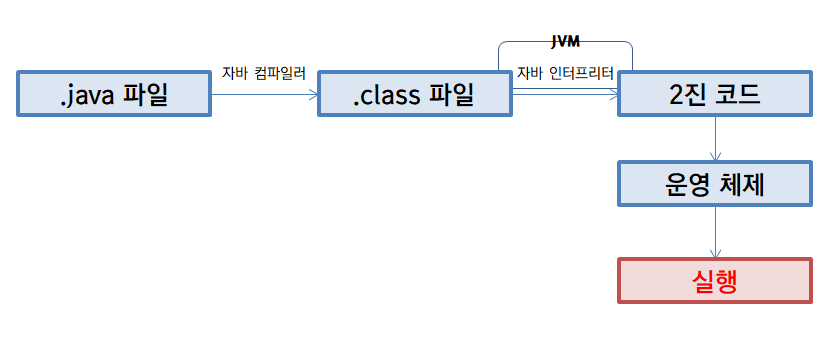 JVM
자바 컴파일러
자바 인터프리터
.java 파일
.class 파일
2진 코드
운영 체제
실행